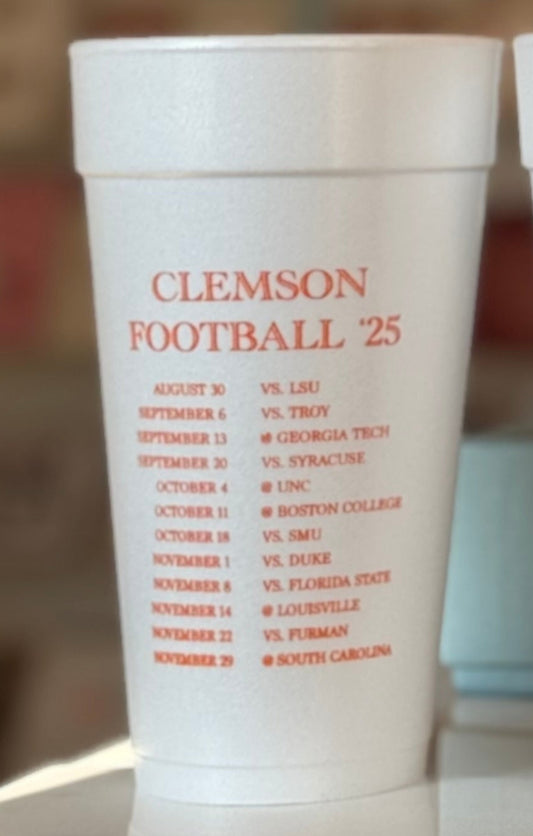 CLEMSON
FOOTBALL '25
AUGUST 30 VS. LSU
SEPTEMBER 6 VS. TROY
SEPTEMBER 13 @ GEORGIA TECH
SEPTEMBER 20 VS. SYRACUSE
OCTOBER 4 @ UNC
OCTOBER 11 @ BOSTON COLLEGE
OCTOBER 18 VS. SMU
NOVEMBER 1 VS. DUKE
NOVEMBER 8 VS. FLORIDA STATE
NOVEMBER 14 @ LOUISVILLE
NOVEMBER 22 VS. FURMAN
NOVEMBER 29 @ SOUTH CAROLINA